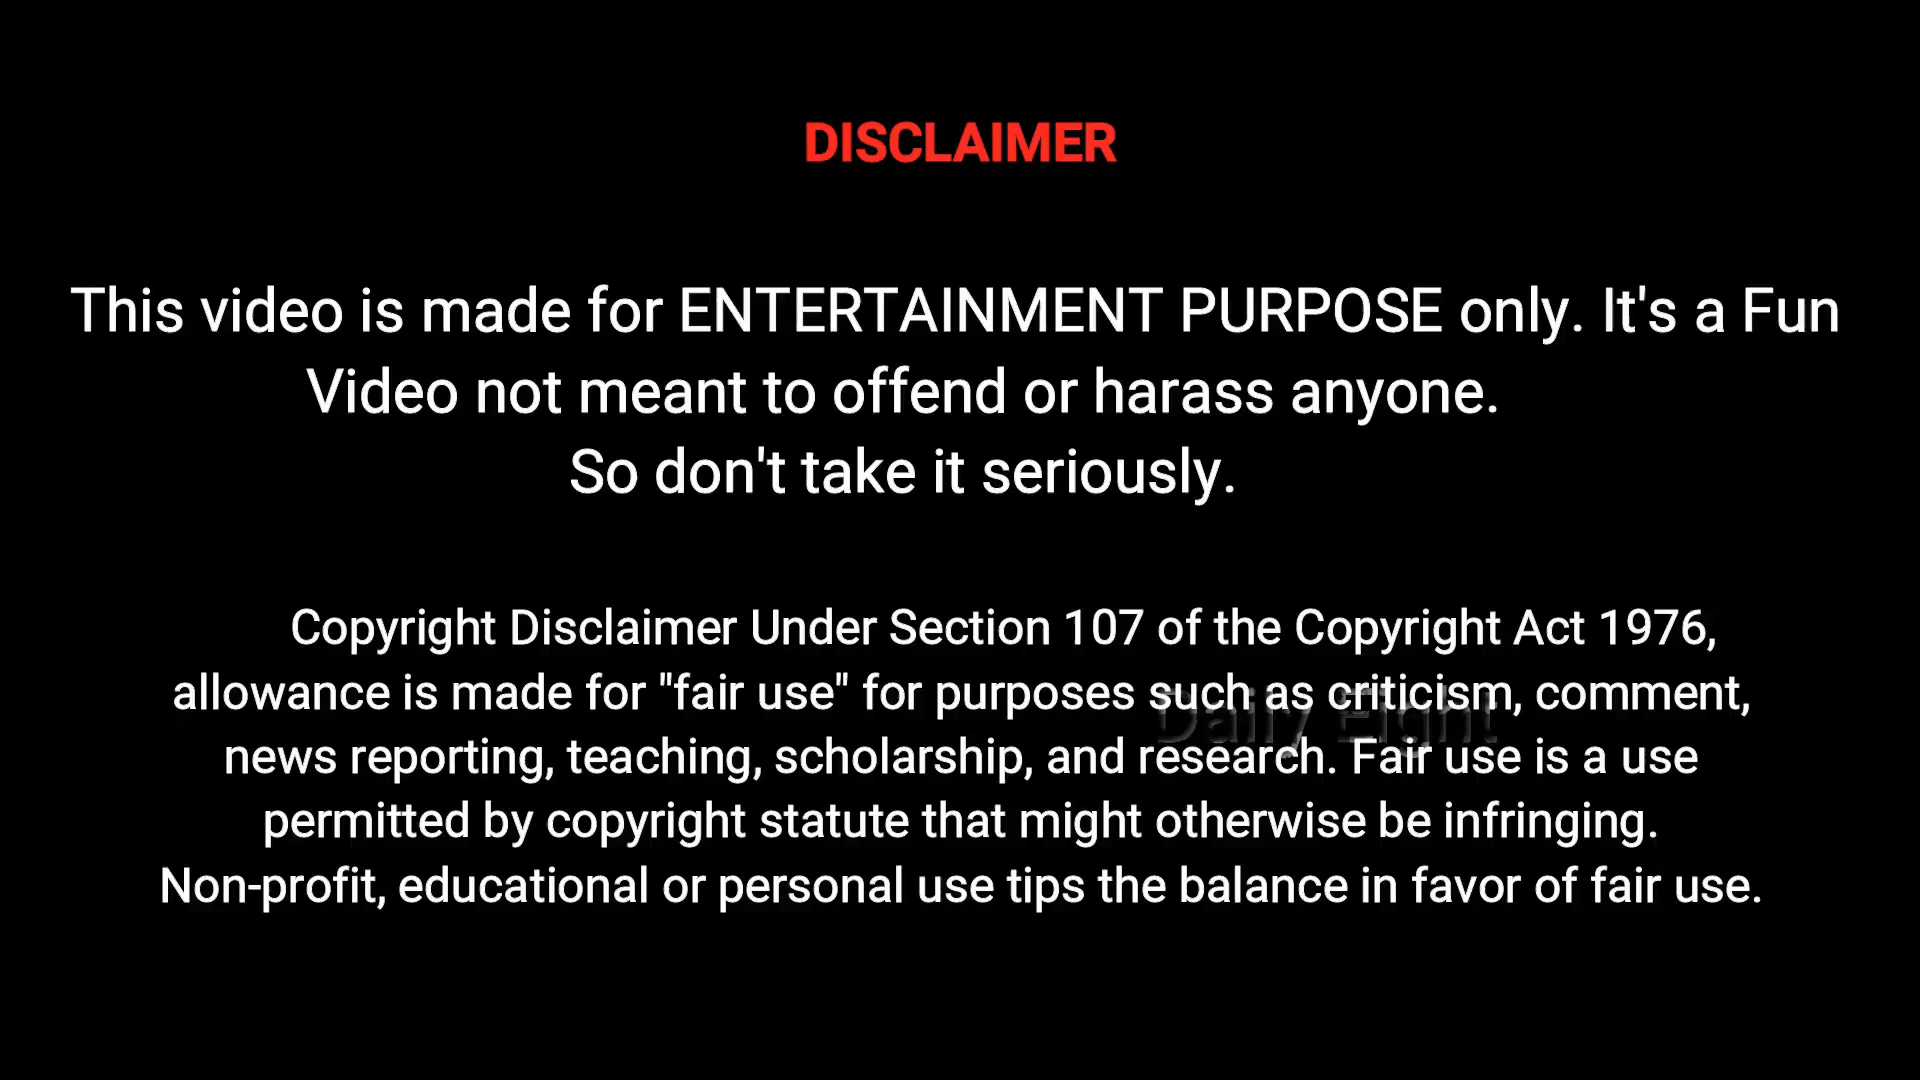 DISCLAIMER
This video is made for ENTERTAINMENT PURPOSE only. It's a Fun
Video not meant to offend or harass anyone.
So don't take it seriously.
Copyright Disclaimer Under Section 107 of the Copyright Act 1976,
allowance is made for "fair use" for purposes such as criticism, comment,
Daily Eight
news reporting, teaching, scholarship, and research. Fair use is a use
permitted by copyright statute that might otherwise be infringing.
Non-profit, educational or personal use tips the balance in favor of fair use.